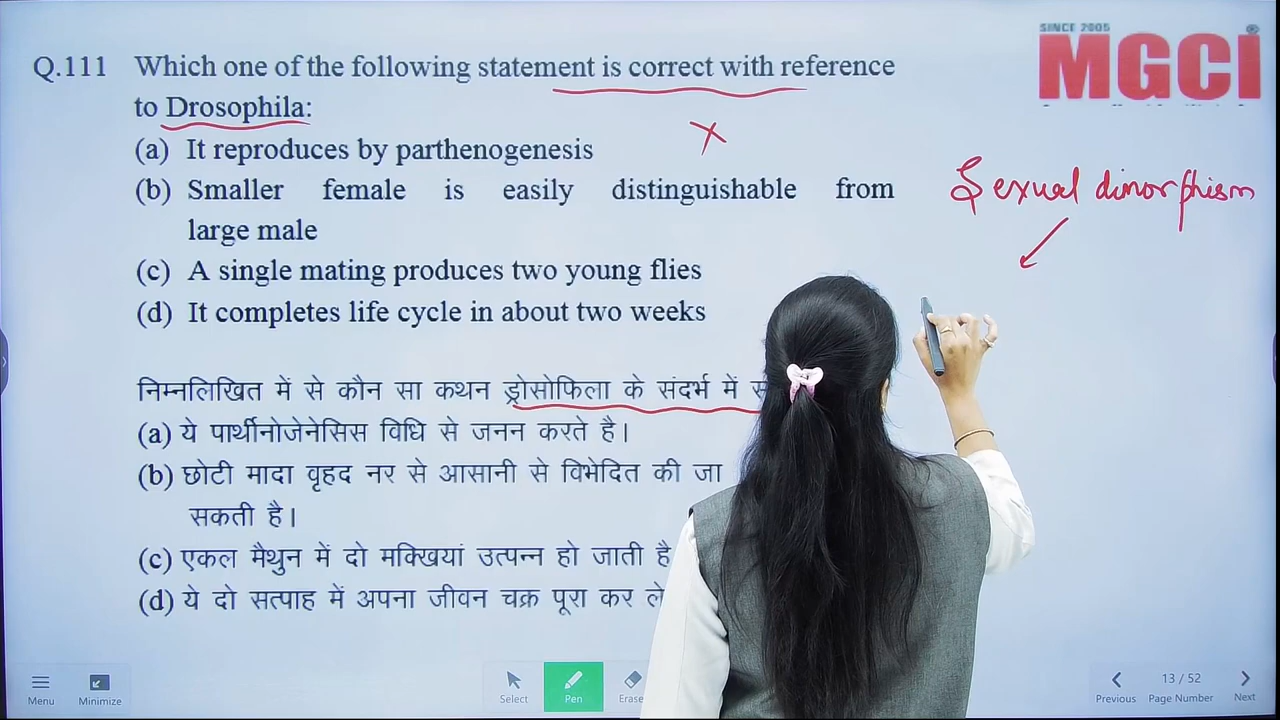 SINCE 2005
MGCI
Q.111 Which one of the following statement is correct with reference
to Drosophila:
(a) It reproduces by parthenogenesis
(b) Smaller female is easily distinguishable from
large male
(c) A single mating produces two young flies
(d) It completes life cycle in about two weeks
Sexual dimorphism
निम्नलिखित में से कौन सा कथन ड्रोसोफिला के संदर्भ में
(a) ये पार्थीनोजेनेसिस विधि से जनन करते है।
(b) छोटी मादा वृहद नर से आसानी से विभेदित की जा
सकती है।
(c) एकल मैथुन में दो मक्खियां उत्पन्न हो जाती है
(d) ये दो सत्पाह में अपना जीवन चक्र पूरा कर
Menu
Minimize
Select
Pen
Erase
Previous
13 / 52
Page Number
Next